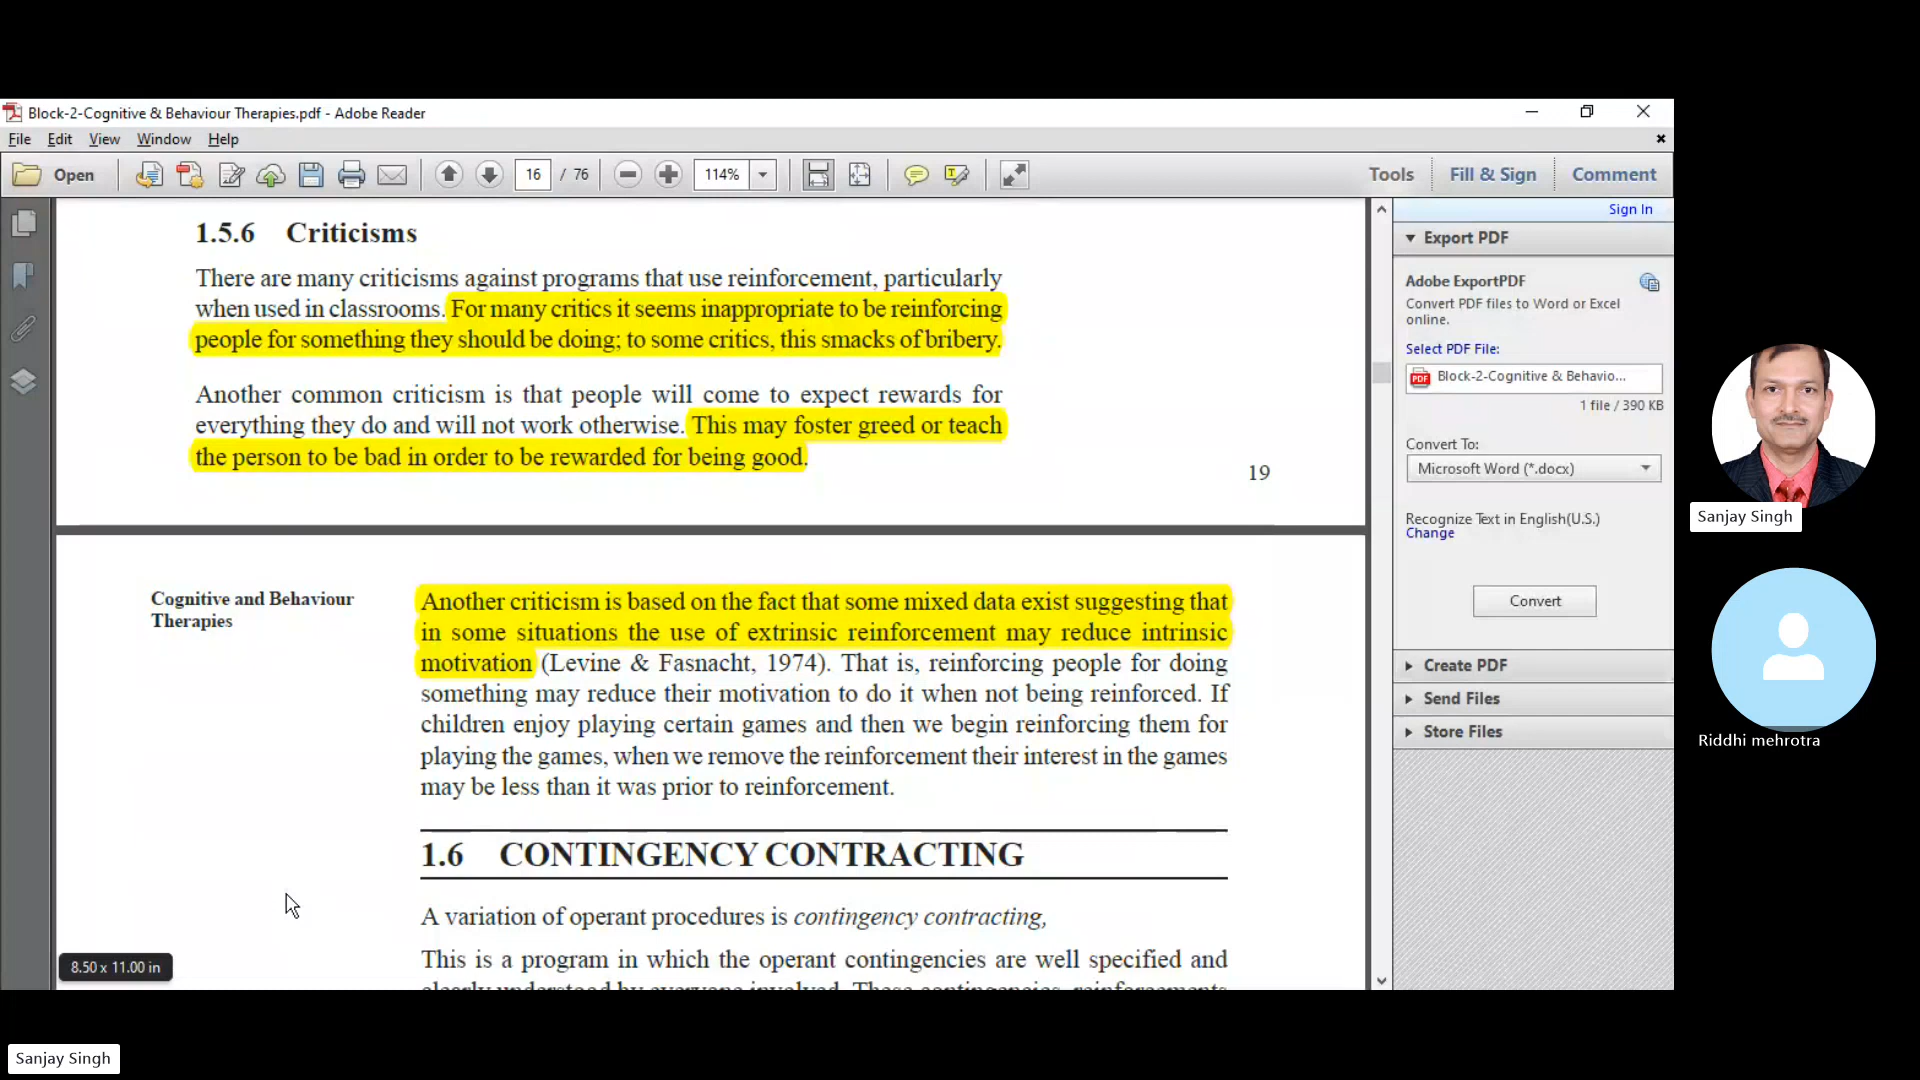 Block-2-Cognitive & Behaviour Therapies.pdf - Adobe Reader
File Edit View Window Help
Open 16 / 76 114% Tools Fill & Sign Comment
Sign In
1.5.6 Criticisms
There are many criticisms against programs that use reinforcement, particularly
when used in classrooms. For many critics it seems inappropriate to be reinforcing
people for something they should be doing; to some critics, this smacks of bribery.
Another common criticism is that people will come to expect rewards for
everything they do and will not work otherwise. This may foster greed or teach
the person to be bad in order to be rewarded for being good.
19
Cognitive and Behaviour
Therapies
Another criticism is based on the fact that some mixed data exist suggesting that
in some situations the use of extrinsic reinforcement may reduce intrinsic
motivation (Levine & Fasnacht, 1974). That is, reinforcing people for doing
something may reduce their motivation to do it when not being reinforced. If
children enjoy playing certain games and then we begin reinforcing them for
playing the games, when we remove the reinforcement their interest in the games
may be less than it was prior to reinforcement.
1.6 CONTINGENCY CONTRACTING
A variation of operant procedures is contingency contracting,
This is a program in which the operant contingencies are well specified and
clearly understood by everyone involved. These contingencies, reinforcements
8.50 x 11.00 in
Export PDF
Adobe ExportPDF
Convert PDF files to Word or Excel
online.
Select PDF File:
PDF Block-2-Cognitive & Behavio...
1 file / 390 KB
Convert To:
Microsoft Word (*.docx)
Recognize Text in English(U.S.)
Change
Convert
Create PDF
Send Files
Store Files
Sanjay Singh
Riddhi mehrotra
Sanjay Singh